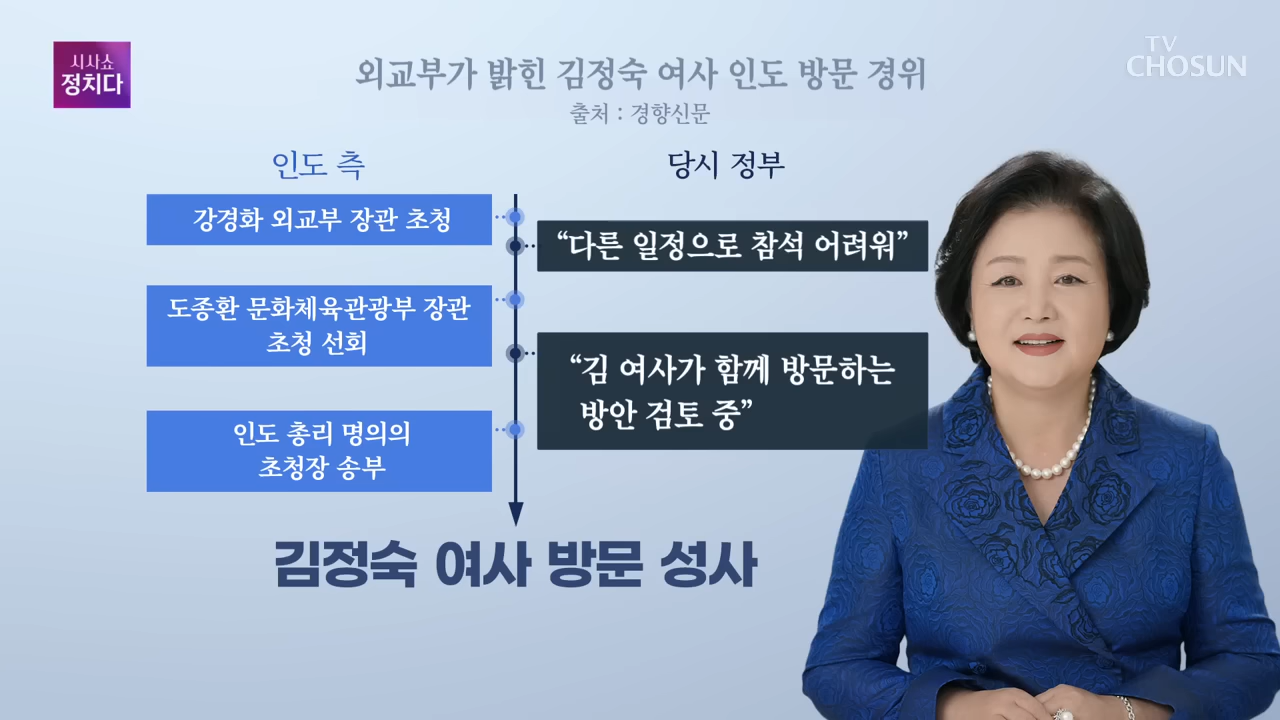 시사쇼
정치다
TV
CHOSUN
외교부가 밝힌 김정숙 여사 인도 방문 경위
출처 : 경향신문
인도 측
당시 정부
강경화 외교부 장관 초청
“다른 일정으로 참석 어려워”
도종환 문화체육관광부 장관
초청 선회
“김 여사가 함께 방문하는
방안 검토 중”
인도 총리 명의의
초청장 송부
김정숙 여사 방문 성사